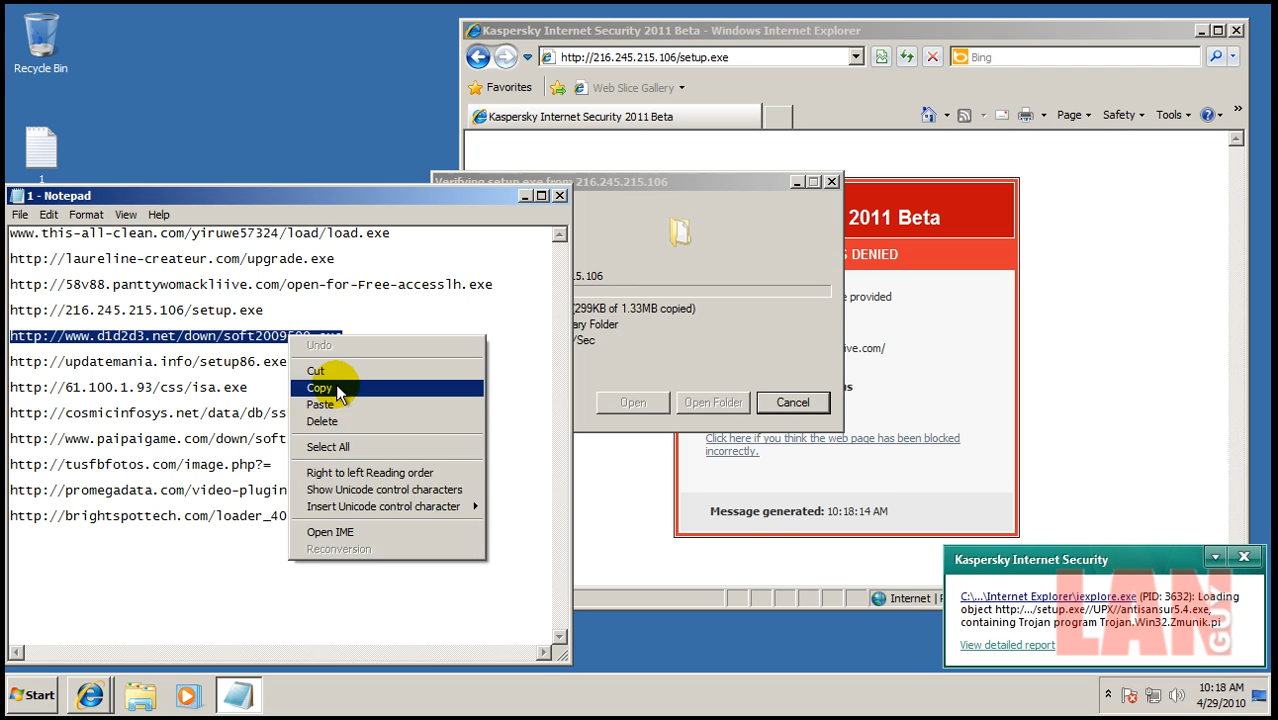 Recycle Bin
1
Kaspersky Internet Security 2011 Beta - Windows Internet Explorer
http://216.245.215.106/setup.exe
Bing
Favorites
Web Slice Gallery
Kaspersky Internet Security 2011 Beta
Page
Safety
Tools
»
Verifying setup.exe from 216.245.215.106
1 - Notepad
File Edit Format View Help
www.this-all-clean.com/yiruwe57324/load/load.exe
http://laureline-createur.com/upgrade.exe
http://58v88.panttywomackliive.com/open-for-Free-accesslh.exe
http://216.245.215.106/setup.exe
http://www.d1d2d3.net/down/soft2009
http://updatemania.info/setup86.exe
http://61.100.1.93/css/isa.exe
http://cosmicinfosys.net/data/db/ss
http://www.paipaigame.com/down/soft
http://tusfbfotos.com/image.php?=
http://promegadata.com/video-plugin
http://brightspottech.com/loader_40
Undo
Cut
Copy
Paste
Delete
Select All
Right to left Reading order
Show Unicode control characters
Insert Unicode control character
Open IME
Reconversion
5.106
(299KB of 1.33MB copied)
ary Folder
/Sec
Open
Open Folder
Cancel
2011 Beta
DENIED
e provided
ive.com/
us
Click here if you think the web page has been blocked
incorrectly.
Message generated: 10:18:14 AM
Internet | P
Kaspersky Internet Security
C:\...\Internet Explorer\iexplore.exe (PID: 3632): Loading
object http:/.../setup.exe//UPX//antisansur5.4.exe,
containing Trojan program Trojan.Win32.Zmunik.pi
View detailed report
LAN
GUY
Start
10:18 AM
4/29/2010